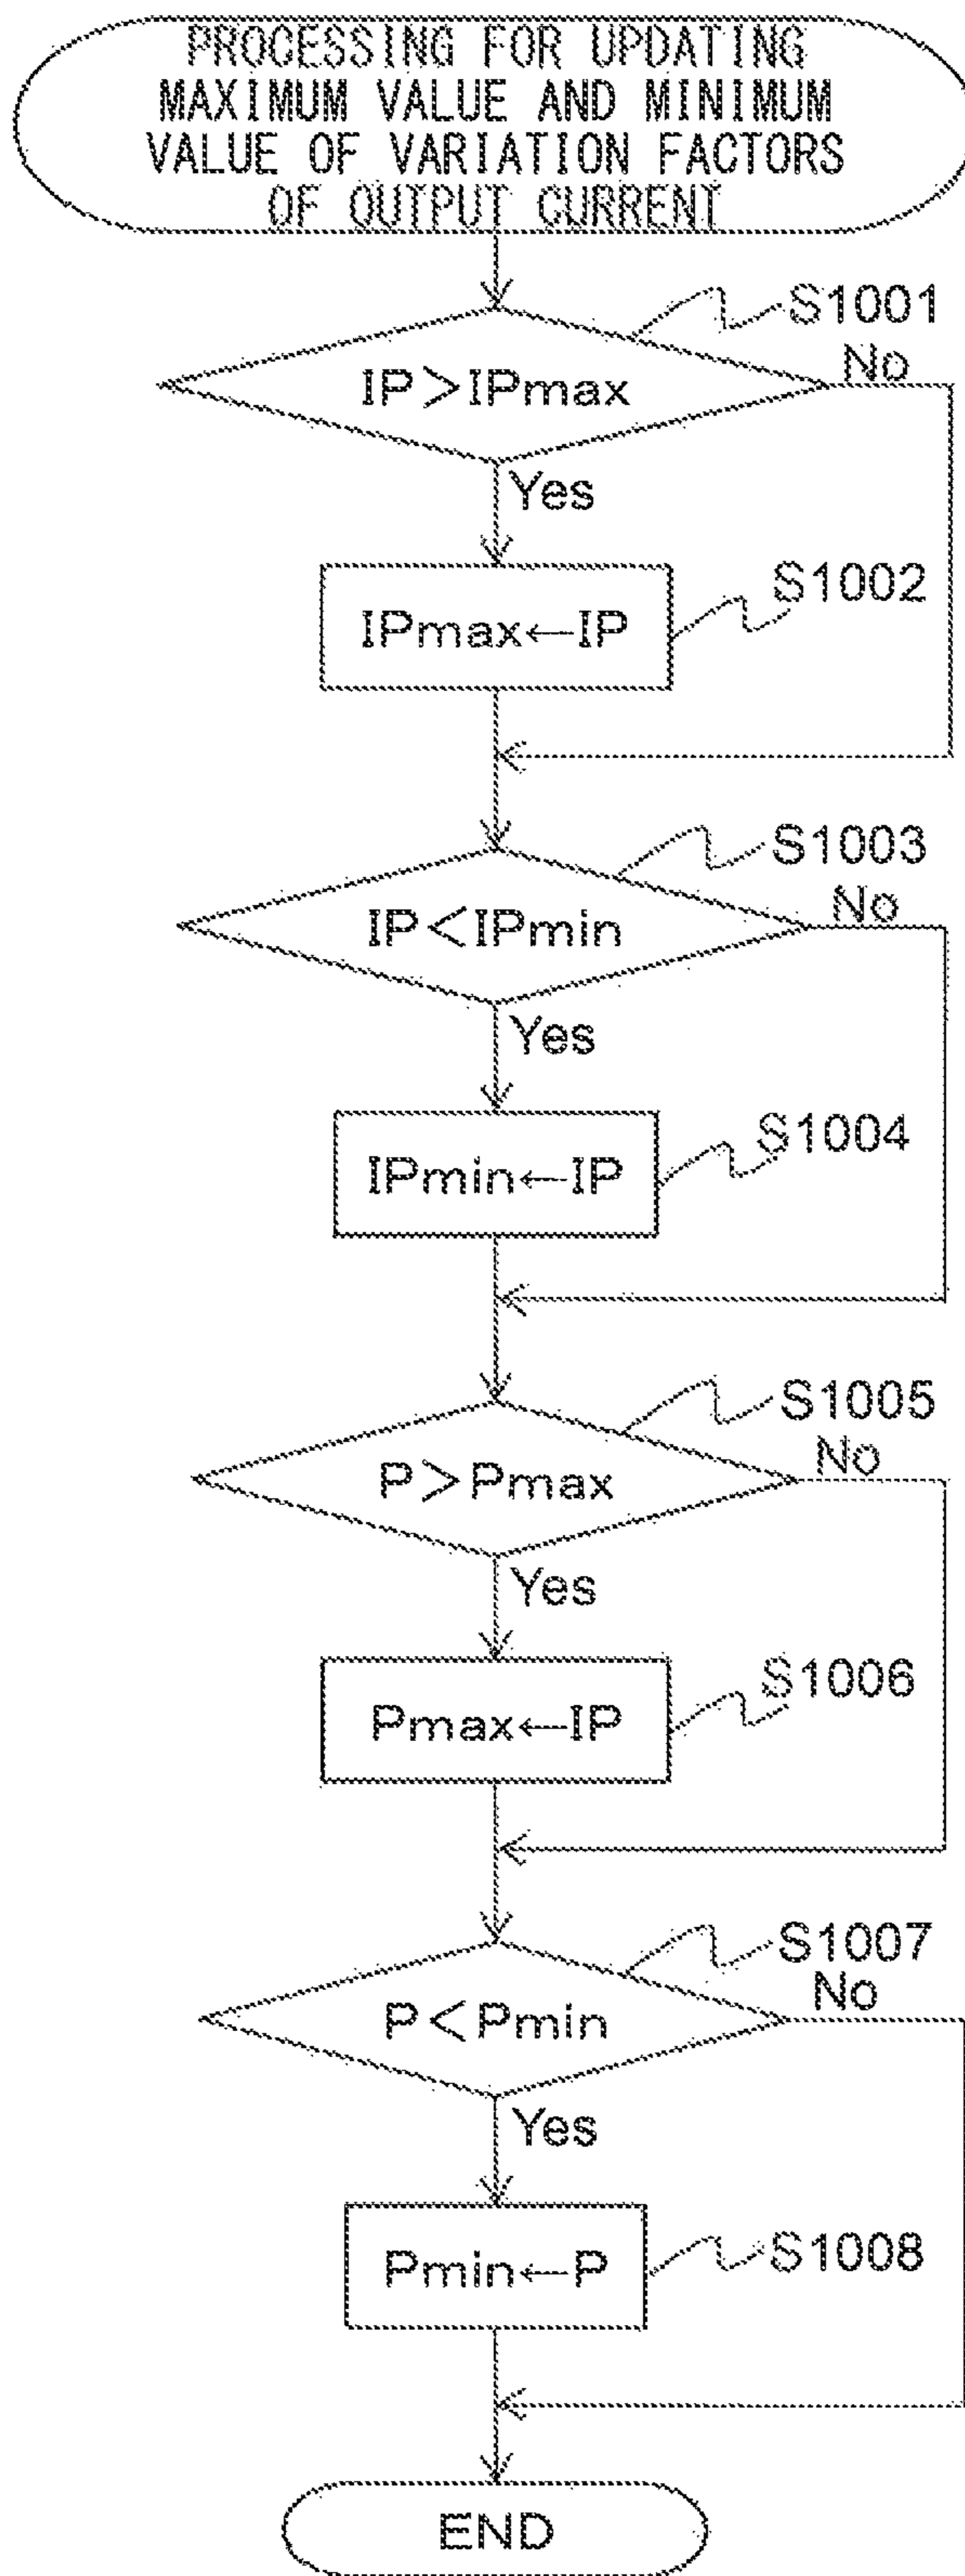 PROCESSING FOR UPDATING
MAXIMUM VALUE AND MINIMUM
VALUE OF VARIATION FACTORS
OF OUTPUT CURRENT
S1001
IP>IPmax
No
Yes
S1002
IPmax←IP
S1003
IP<IPmin
No
Yes
S1004
IPmin←IP
S1005
P>Pmax
No
Yes
S1006
Pmax←IP
S1007
P<Pmin
No
Yes
S1008
Pmin←P
END